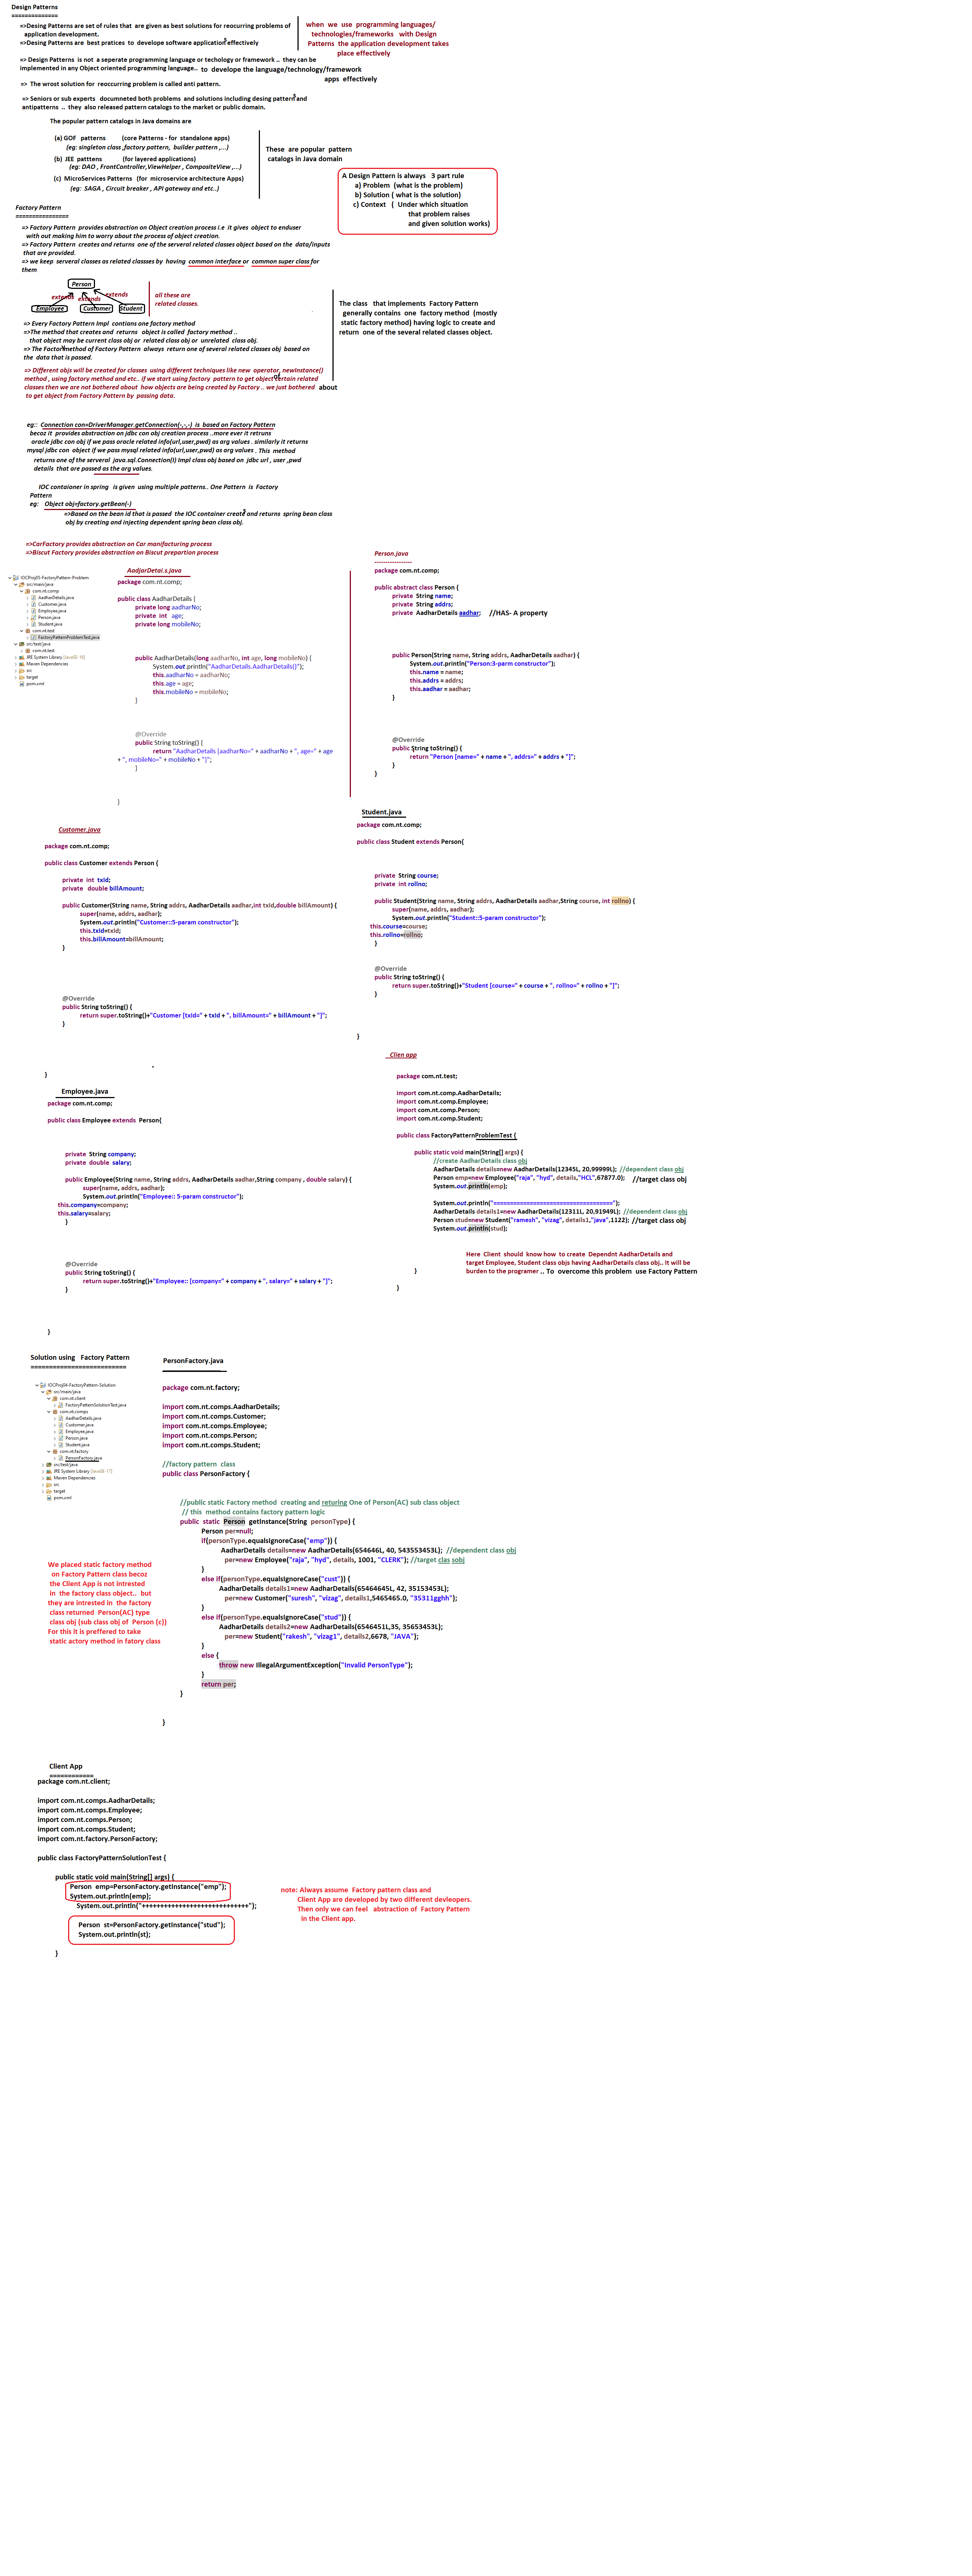 Design Patterns
==============
=>Desing Patterns are set of rules that  are given as best solutions for reocurring problems of
application development.
=>Desing Patterns are  best pratices  to  develope software applications effectively
when  we  use   programming languages/
technologies/frameworks   with Design
Patterns  the application development takes
place effectively
=> Design Patterns  is not  a seperate programming language or techology or framework ..  they can be
implemented in any Object oriented programming language..  to  develope the language/technology/framework
apps  effectively
=>  The wrost solution for  reoccurring problem is called anti pattern.
=> Seniors or sub experts   documneted both problems  and solutions including desing patterns and
antipatterns  ..  they  also released pattern catalogs to the market or public domain.
The popular pattern catalogs in Java domains are
(a) GOF   patterns          (core Patterns - for  standalone apps)
(eg: singleton class ,factory pattern,  builder pattern ,...)
(b)  JEE  patttens           (for layered applications)
(eg: DAO , FrontController,ViewHelper , CompositeView ,...)
(c)  MicroServices Patterns   (for  microservice architecture Apps)
(eg:  SAGA , Circuit breaker , API gateway and etc..)
These  are popular  pattern
catalogs in Java domain
A Design Pattern is always   3 part rule
a) Problem  (what is the problem)
b) Solution ( what is the solution)
c) Context   (  Under which situation
that problem raises
and given solution works)
Factory Pattern
================
=> Factory Pattern  provides abstraction on Object creation process i.e  it gives  object to enduser
with out making him to worry about the process of object creation.
=> Factory Pattern  creates and returns  one of the serveral related classes object based on the  data/inputs
that are provided.
=> we keep  serveral classes as related classes by  having  common interface or  common super class for
them
Person
extends
extends
extends
Employee
Customer
Student
all these are
related classes.
The class   that implements  Factory Pattern
generally contains  one  factory method  (mostly
static factory method) having logic to create and
return  one of the several related classes object.
=> Every Factory Pattern Impl  contians one factory method
=>The method that creates and  returns   object is called  factory method ..
that object may be current class obj or  related class obj or  unrelated  class obj.
=> The Factory method of Factory Pattern  always  return one of several related classes obj  based on
the  data that is passed.
=> Different objs will be created for classes  using different techniques like new  operator, newInstance()
method , using factory method and etc.. if we start using factory  pattern to get object of certain related
classes then we are not bothered about  how objects are being created by Factory .. we just bothered  about
to get object from Factory Pattern by  passing data.
eg::  Connection con=DriverManager.getConnection(-,-,-)  is  based on Factory Pattern
becoz it  provides abstraction on jdbc con obj creation process ..more ever it retruns
oracle jdbc con obj if we pass oracle related info(url,user,pwd) as arg values . similarly it returns
mysql jdbc con  object if we pass mysql related info(url,user,pwd) as arg values . This  method
returns one of the serveral  java.sql.Connection(I) Impl class obj based on  jdbc url , user ,pwd
details  that are passed as the arg values.
IOC contaioner in spring   is given  using multiple patterns.. One Pattern  is  Factory
Pattern
eg:    Object obj=factory.getBean(-)
=>Based on the bean id that is passed  the IOC container creates and returns  spring bean class
obj by creating and injecting dependent spring bean class obj.
=>CarFactory provides abstraction on Car manifacturing process
=>Biscut Factory provides abstraction on Biscut prepartion process
IOCProj03-FactoryPattern-Problem
src/main/java
com.nt.comp
AadharDetails.java
Customer.java
Employee.java
Person.java
Student.java
com.nt.test
FactoryPatternProblemTest.java
src/test/java
com.nt.test
JRE System Library [JavaSE-16]
Maven Dependencies
src
target
pom.xml
AadjarDetai.s.java
package com.nt.comp;
public class AadharDetails {
private long aadharNo;
private  int   age;
private long mobileNo;
public AadharDetails(long aadharNo, int age, long mobileNo) {
System.out.println("AadharDetails.AadharDetails()");
this.aadharNo = aadharNo;
this.age = age;
this.mobileNo = mobileNo;
}
@Override
public String toString() {
return "AadharDetails [aadharNo=" + aadharNo + ", age=" + age
+ ", mobileNo=" + mobileNo + "]";
}
}
Person.java
----------------
package com.nt.comp;
public abstract class Person {
private  String name;
private  String addrs;
private  AadharDetails aadhar;     //HAS- A property
public Person(String name, String addrs, AadharDetails aadhar) {
System.out.println("Person:3-parm constructor");
this.name = name;
this.addrs = addrs;
this.aadhar = aadhar;
}
@Override
public String toString() {
return "Person [name=" + name + ", addrs=" + addrs + "]";
}
}
Customer.java
package com.nt.comp;
public class Customer extends Person {
private  int  txId;
private   double billAmount;
public Customer(String name, String addrs, AadharDetails aadhar,int txId,double billAmount) {
super(name, addrs, aadhar);
System.out.println("Customer::5-param constructor");
this.txId=txId;
this.billAmount=billAmount;
}
@Override
public String toString() {
return super.toString()+"Customer [txId=" + txId + ", billAmount=" + billAmount + "]";
}
}
Student.java
package com.nt.comp;
public class Student extends Person{
private  String course;
private  int rollno;
public Student(String name, String addrs, AadharDetails aadhar,String course, int rollno) {
super(name, addrs, aadhar);
System.out.println("Student::5-param constructor");
this.course=course;
this.rollno=rollno;
}
@Override
public String toString() {
return super.toString()+"Student [course=" + course + ", rollno=" + rollno + "]";
}
}
Employee.java
package com.nt.comp;
public class Employee extends  Person{
private  String company;
private  double  salary;
public Employee(String name, String addrs, AadharDetails aadhar,String company , double salary) {
super(name, addrs, aadhar);
System.out.println("Employee:: 5-param constructor");
this.company=company;
this.salary=salary;
}
@Override
public String toString() {
return super.toString()+"Employee:: [company=" + company + ", salary=" + salary + "]";
}
}
Clien app
package com.nt.test;
import com.nt.comp.AadharDetails;
import com.nt.comp.Employee;
import com.nt.comp.Person;
import com.nt.comp.Student;
public class FactoryPatternProblemTest {
public static void main(String[] args) {
//create AadharDetails class obj
AadharDetails details=new AadharDetails(12345L, 20,99999L);  //dependent class obj
Person emp=new Employee("raja", "hyd", details,"HCL",67877.0);     //target class obj
System.out.println(emp);
System.out.println("===================================");
AadharDetails details1=new AadharDetails(12311L, 20,91949L);  //dependent class obj
Person stud=new Student("ramesh", "vizag", details1,"java",1122);  //target class obj
System.out.println(stud);
Here  Client  should  know how  to create  Dependnt AadharDetails and
target Employee, Student class objs having AadharDetails class obj.. It will be
burden to the programer .. To  overcome this problem  use Factory Pattern
}
}
Solution using   Factory Pattern
==========================
IOCProj04-FactoryPattern-Solution
src/main/java
com.nt.client
FactoryPatternSolutionTest.java
com.nt.comps
AadharDetails.java
Customer.java
Employee.java
Person.java
Student.java
com.nt.factory
PersonFactory.java
src/test/java
JRE System Library [JavaSE-17]
Maven Dependencies
src
target
pom.xml
PersonFactory.java
package com.nt.factory;
import com.nt.comps.AadharDetails;
import com.nt.comps.Customer;
import com.nt.comps.Employee;
import com.nt.comps.Person;
import com.nt.comps.Student;
//factory pattern  class
public class PersonFactory {
//public static Factory method  creating and returing One of Person(AC) sub class object
// this  method contains factory pattern logic
public  static  Person  getInstance(String  personType) {
Person per=null;
if(personType.equalsIgnoreCase("emp")) {
AadharDetails details=new AadharDetails(654646L, 40, 543553453L);  //dependent class obj
per=new Employee("raja", "hyd", details, 1001, "CLERK"); //target clas sobj
}
else if(personType.equalsIgnoreCase("cust")) {
AadharDetails details1=new AadharDetails(65464645L, 42, 35153453L);
per=new Customer("suresh", "vizag", details1,5465465.0, "35311gghh");
}
else if(personType.equalsIgnoreCase("stud")) {
AadharDetails details2=new AadharDetails(6546451L,35, 35653453L);
per=new Student("rakesh", "vizag1", details2,6678, "JAVA");
}
else {
throw new IllegalArgumentException("Invalid PersonType");
}
return per;
}
}
We placed static factory method
on Factory Pattern class becoz
the Client App is not intrested
in  the factory class object..  but
they are intrested in  the factory
class returned  Person(AC) type
class obj (sub class obj of  Person (c))
For this it is preffered to take
static actory method in fatory class
Client App
============
package com.nt.client;
import com.nt.comps.AadharDetails;
import com.nt.comps.Employee;
import com.nt.comps.Person;
import com.nt.comps.Student;
import com.nt.factory.PersonFactory;
public class FactoryPatternSolutionTest {
public static void main(String[] args) {
Person  emp=PersonFactory.getInstance("emp");
System.out.println(emp);
System.out.println("++++++++++++++++++++++++++++");
Person  st=PersonFactory.getInstance("stud");
System.out.println(st);
}
note: Always assume  Factory pattern class and
Client App are developed by two different devleopers.
Then only we can feel   abstraction of  Factory Pattern
In the Client app.